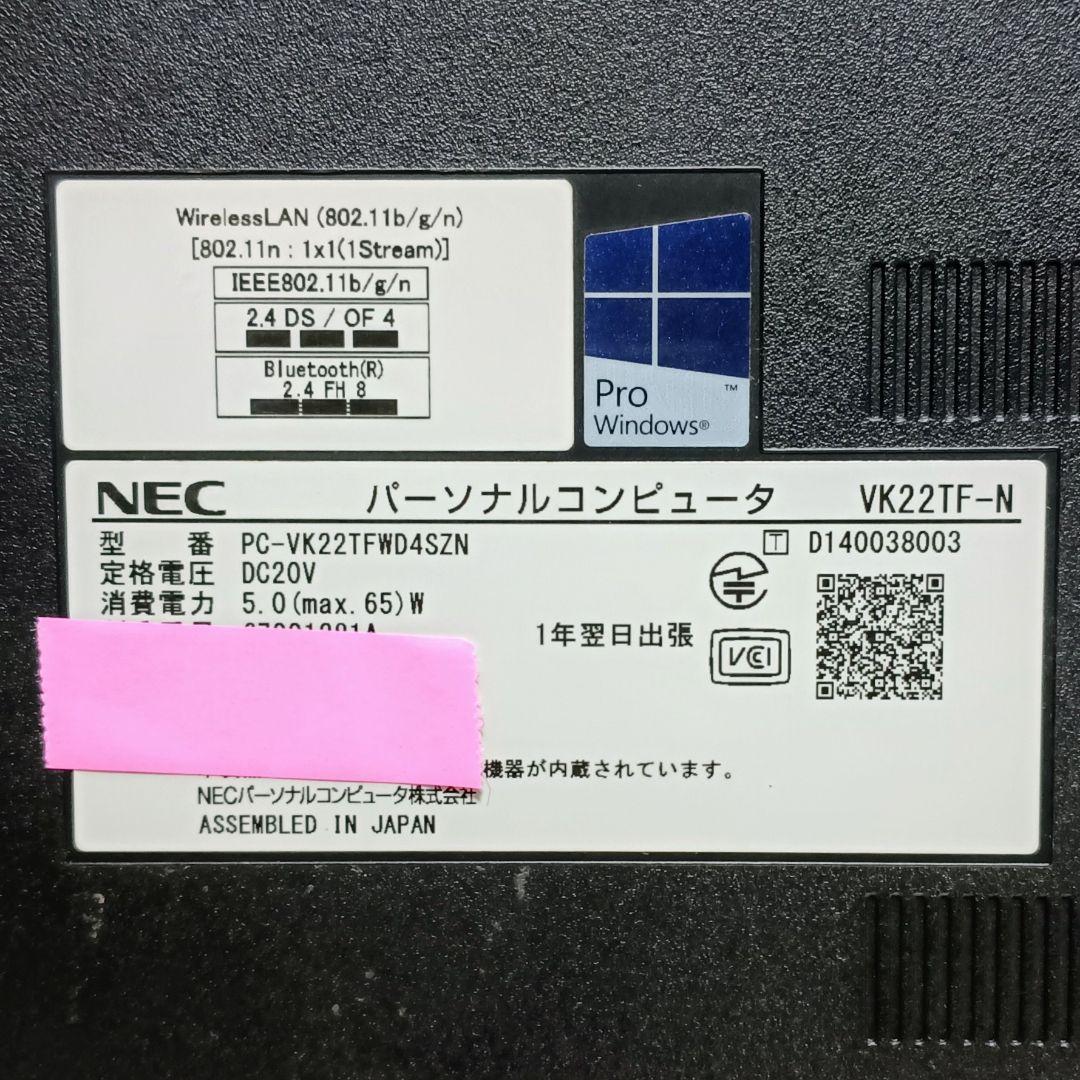 WirelessLAN (802.11b/g/n)
[802.11n : 1x1(1Stream)]
IEEE802.11b/g/n
2.4 DS / OF 4
Bluetooth(R)
2.4 FH 8
Pro ™
Windows®
NEC パーソナルコンピュータ VK22TF-N
型 番 PC-VK22TFWD4SZN
T D140038003
定格電圧 DC20V
消費電力 5.0(max.65)W
1年翌日出張
VCCI
機器が内蔵されています。
NECパーソナルコンピュータ株式会社
ASSEMBLED IN JAPAN